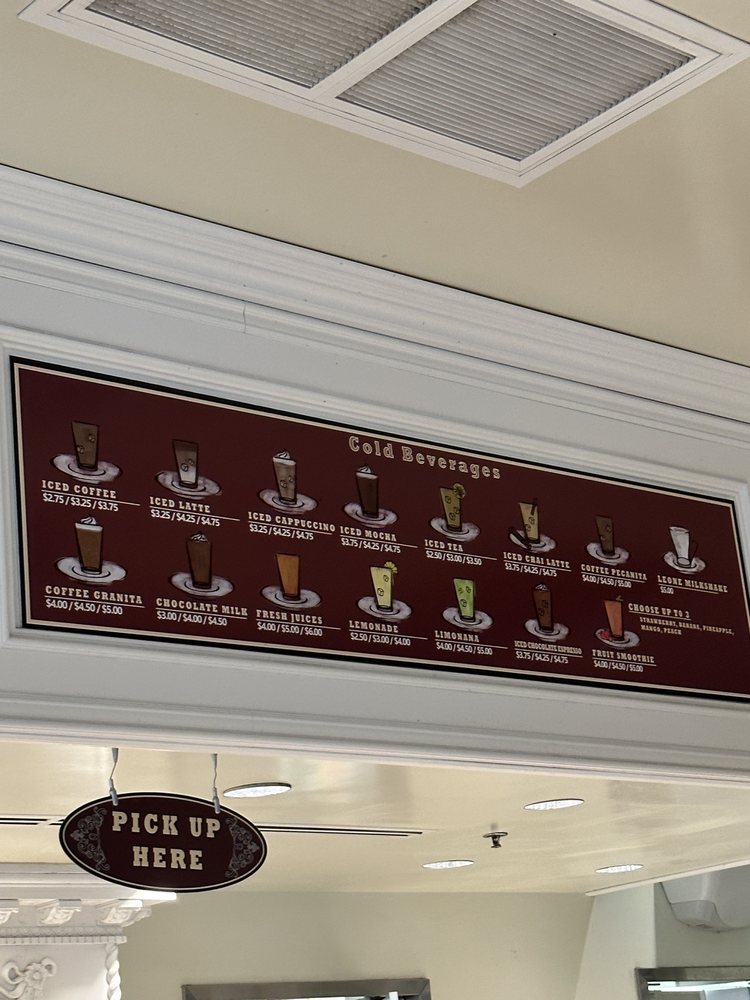 Cold Beverages
ICED COFFEE
$2.75 / $3.25 / $3.75
ICED LATTE
$3.25 / $4.25 / $4.75
ICED CAPPUCCINO
$3.25 / $4.25 / $4.75
ICED MOCHA
$3.75 / $4.25 / $4.75
ICED TEA
$2.50 / $3.00 / $3.50
ICED CHAI LATTE
$3.75 / $4.25 / $4.75
COFFEE PECANITA
$4.00 / $4.50 / $5.00
LEONE MILKSHAKE
$5.00
COFFEE GRANITA
$4.00 / $4.50 / $5.00
CHOCOLATE MILK
$3.00 / $4.00 / $4.50
FRESH JUICES
$4.00 / $5.00 / $6.00
LEMONADE
$2.50 / $3.00 / $4.00
LIMONANA
$4.00 / $4.50 / $5.00
ICED CHOCOLATE ESPRESSO
$3.75 / $4.25 / $4.75
FRUIT SMOOTHIE
$4.00 / $4.50 / $5.00
CHOOSE UP TO 2
STRAWBERRY, BANANA, PINEAPPLE,
MANGO, PEACH
PICK UP
HERE